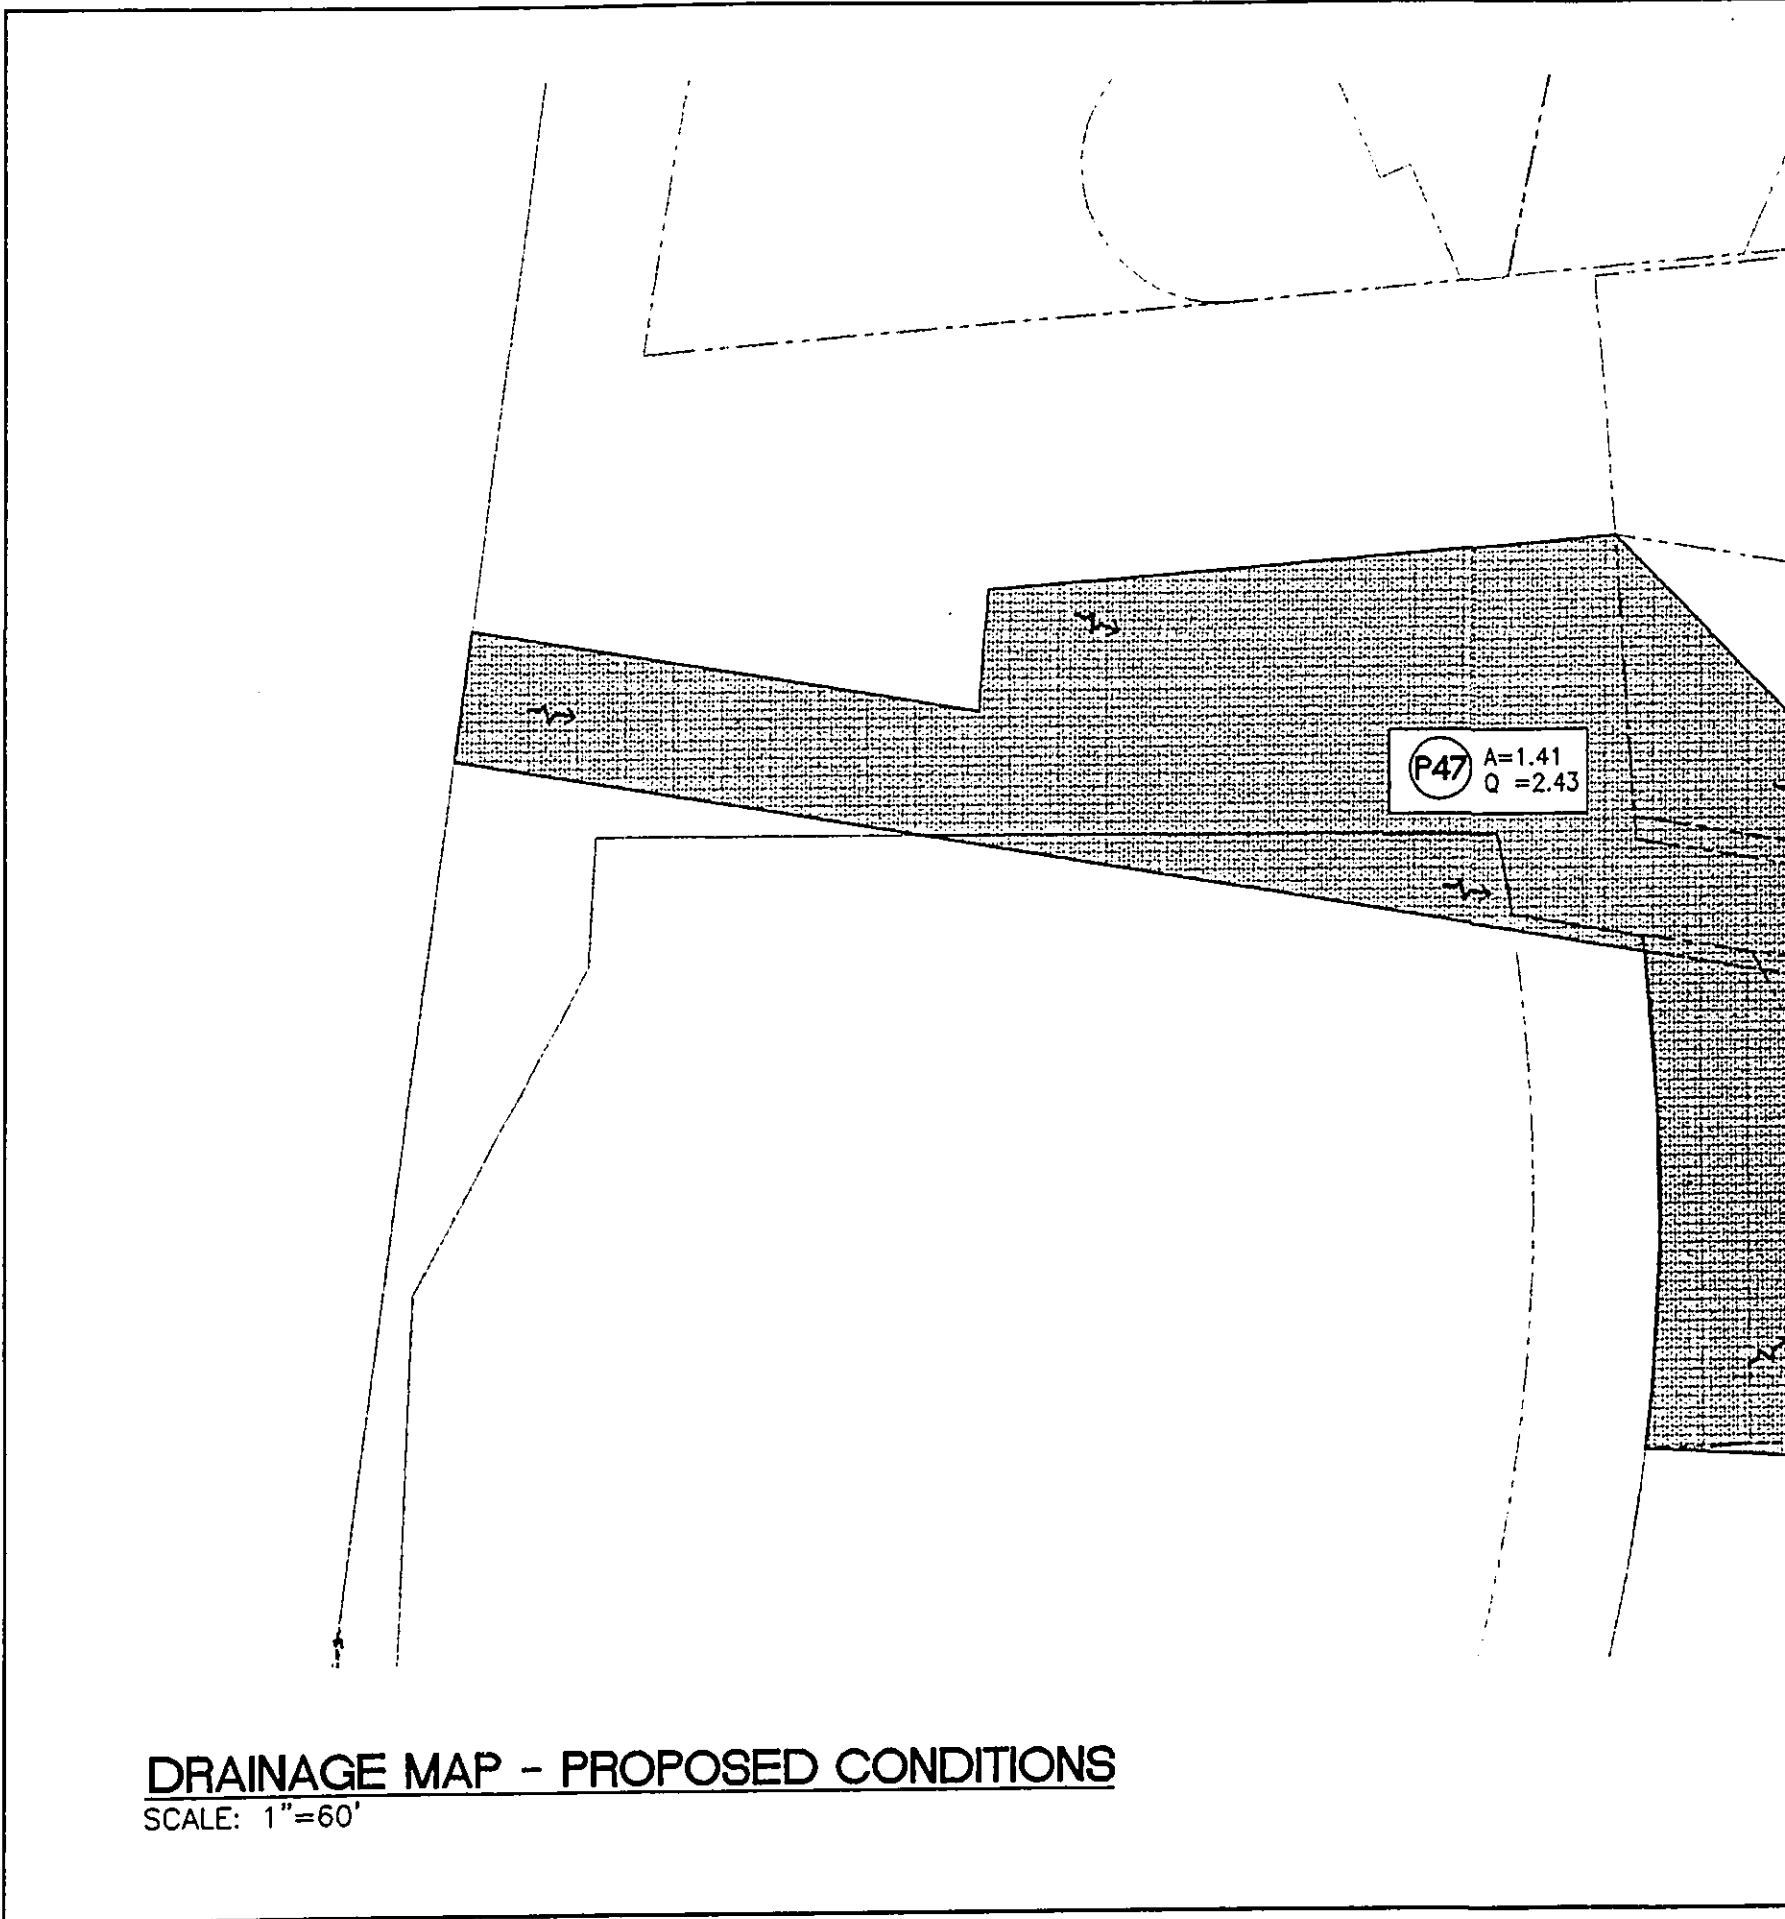 P47 A=1.41
Q =2.43
DRAINAGE MAP - PROPOSED CONDITIONS
SCALE: 1"=60'